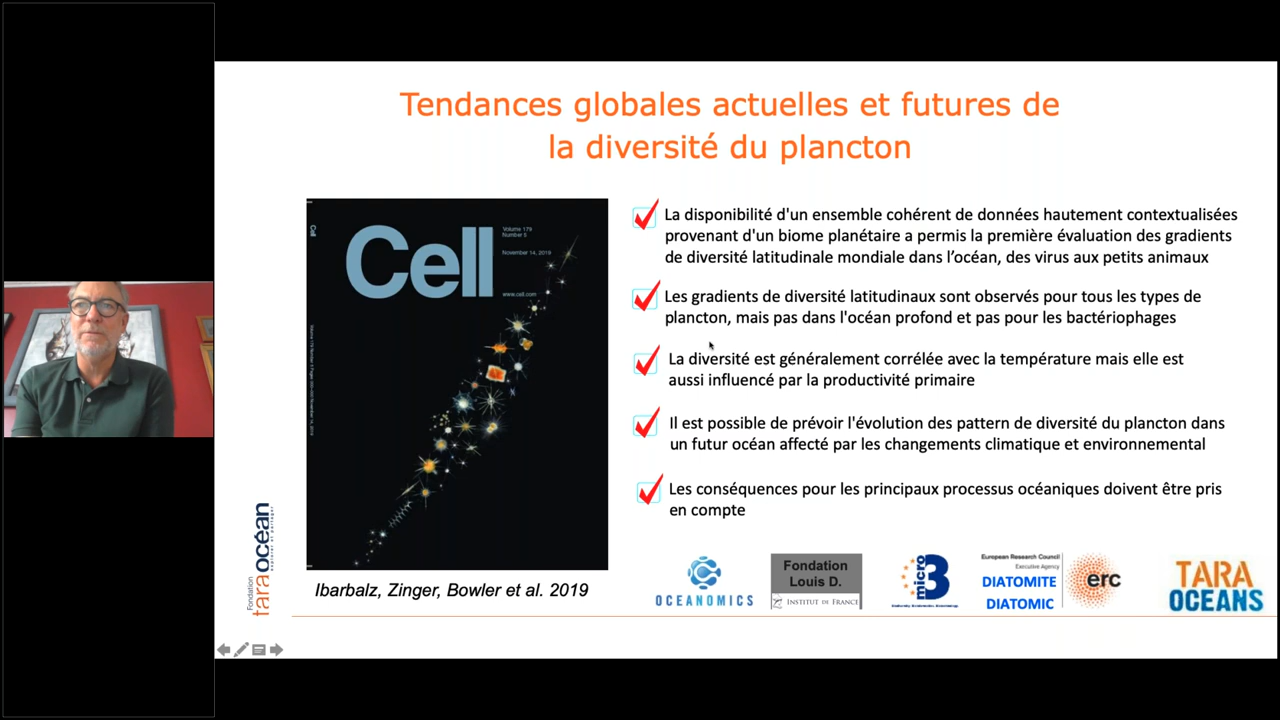 Tendances globales actuelles et futures de
la diversité du plancton
Cell
Cell
Volume 179
Number 5
November 14, 2019
www.cell.com
La disponibilité d'un ensemble cohérent de données hautement contextualisées
provenant d'un biome planétaire a permis la première évaluation des gradients
de diversité latitudinale mondiale dans l’océan, des virus aux petits animaux
Les gradients de diversité latitudinaux sont observés pour tous les types de
plancton, mais pas dans l'océan profond et pas pour les bactériophages
La diversité est généralement corrélée avec la température mais elle est
aussi influencé par la productivité primaire
Il est possible de prévoir l'évolution des pattern de diversité du plancton dans
un futur océan affecté par les changements climatique et environnemental
Les conséquences pour les principaux processus océaniques doivent être pris
en compte
Ibarbalz, Zinger, Bowler et al. 2019
Fondation
tara océan
explorer et partager
OCEANOMICS
Fondation
Louis D.
INSTITUT DE FRANCE
micro
B3
European Research Council
Executive Agency
DIATOMITE
DIATOMIC
erc
TARA
OCEANS